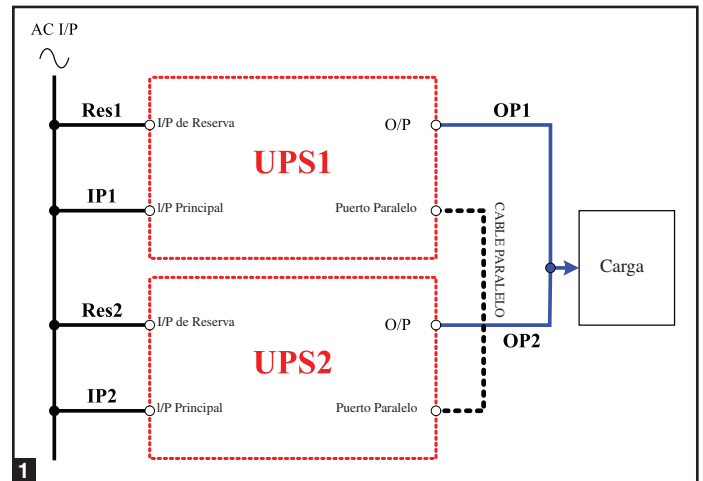 AC I/P
Res1
I/P de Reserva
O/P
OP1
UPS1
IP1
I/P Principal
Puerto Paralelo
CABLE PARALELO
Carga
Res2
I/P de Reserva
O/P
OP2
UPS2
IP2
I/P Principal
Puerto Paralelo
1